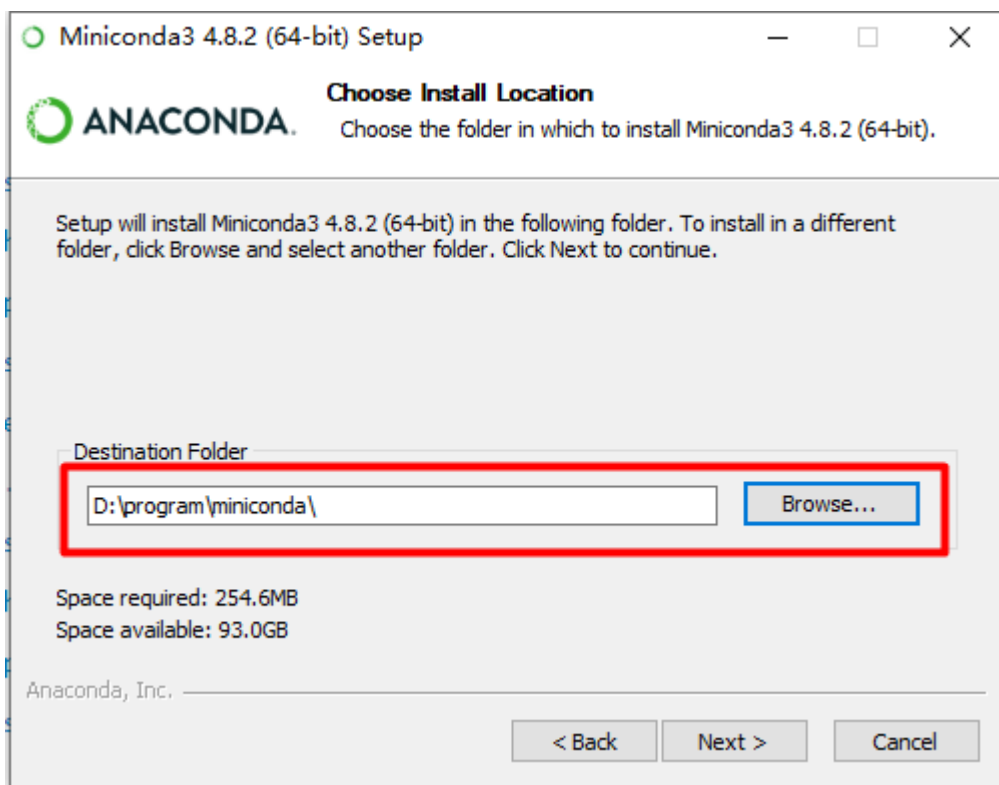 Miniconda3 4.8.2 (64-bit) Setup
ANACONDA.
Choose Install Location
Choose the folder in which to install Miniconda3 4.8.2 (64-bit).
Setup will install Miniconda3 4.8.2 (64-bit) in the following folder. To install in a different
folder, click Browse and select another folder. Click Next to continue.
Destination Folder
D:\program\miniconda\
Browse...
Space required: 254.6MB
Space available: 93.0GB
Anaconda, Inc.
< Back
Next >
Cancel